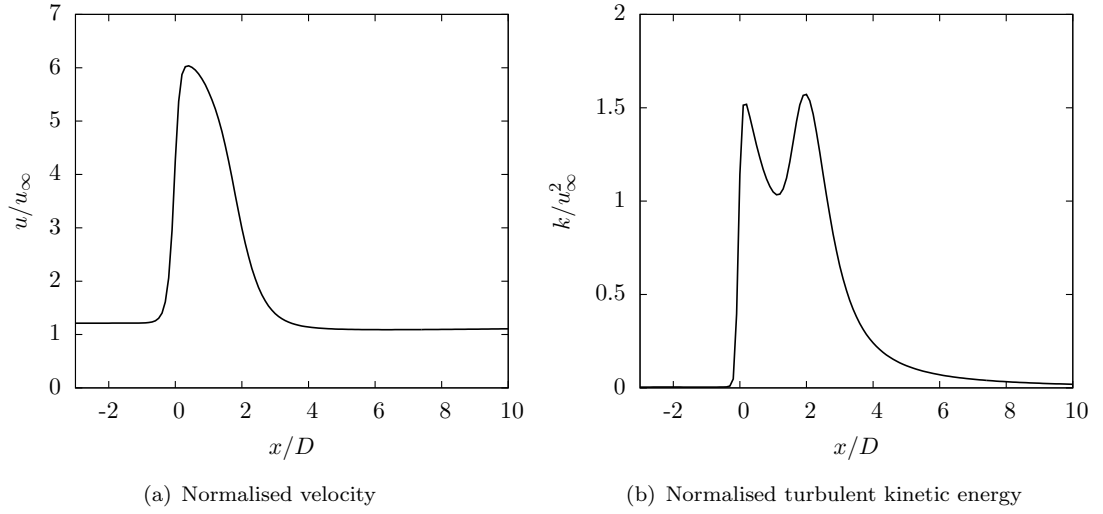 7
6
5
4
3
2
1
0
u/u∞
-2 0 2 4 6 8 10
x/D
(a) Normalised velocity
2
1.5
1
0.5
0
k/u²∞
-2 0 2 4 6 8 10
x/D
(b) Normalised turbulent kinetic energy